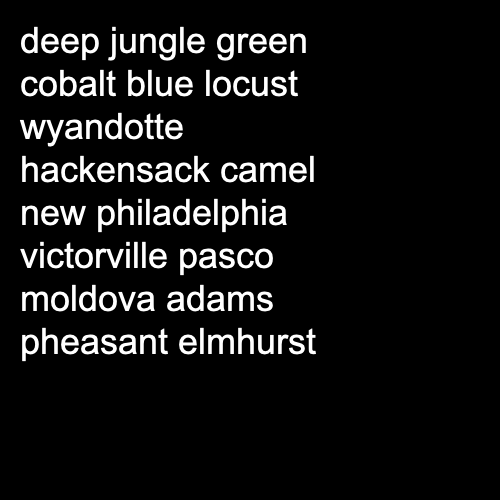 deep jungle green
cobalt blue locust
wyandotte
hackensack camel
new philadelphia
victorville pasco
moldova adams
pheasant elmhurst